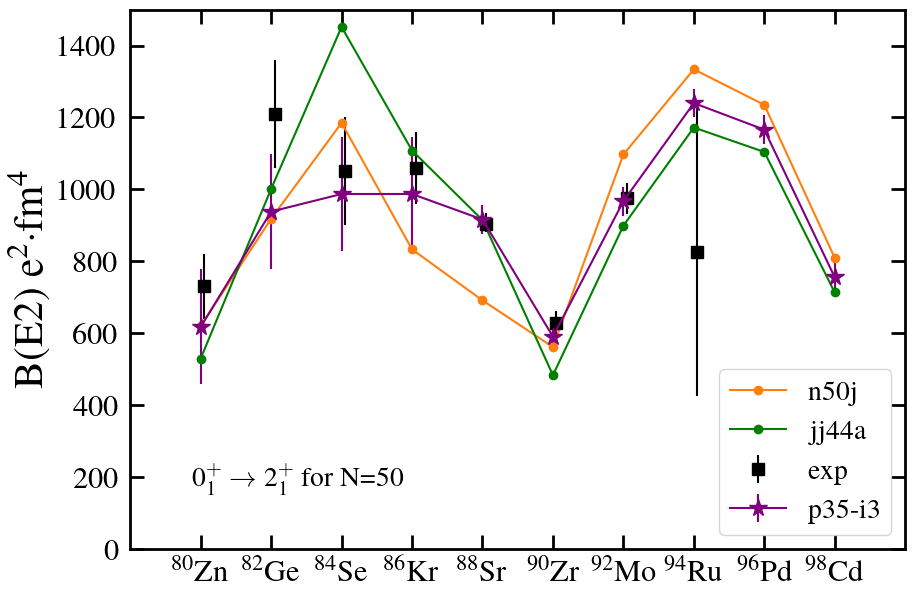 B(E2) e²·fm⁴
1400
1200
1000
800
600
400
200
0
0₁⁺ → 2₁⁺ for N=50
n50j
jj44a
exp
p35-i3
⁸⁰Zn ⁸²Ge ⁸⁴Se ⁸⁶Kr ⁸⁸Sr ⁹⁰Zr ⁹²Mo ⁹⁴Ru ⁹⁶Pd ⁹⁸Cd